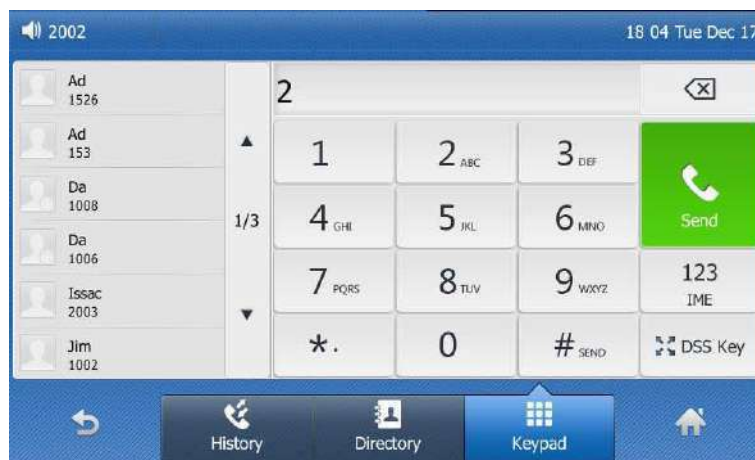 2002
18 04 Tue Dec 17
Ad
1526
Ad
153
Da
1008
Da
1006
Issac
2003
Jim
1002
1/3
2
1
2 ABC
3 DEF
Send
4 GHI
5 JKL
6 MNO
7 PQRS
8 TUV
9 WXYZ
123
IME
*.
0
# SEND
DSS Key
History
Directory
Keypad